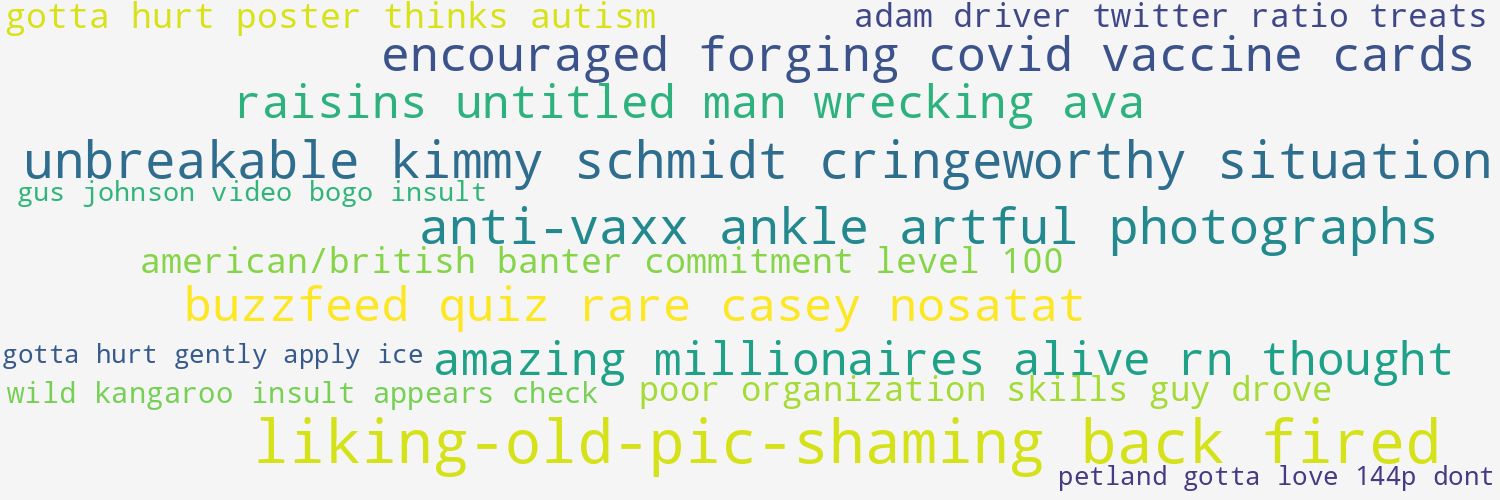 gotta hurt poster thinks autism
adam driver twitter ratio treats
encouraged forging covid vaccine cards
raisins untitled man wrecking ava
unbreakable kimmy schmidt cringeworthy situation
gus johnson video bogo insult
anti-vaxx ankle artful photographs
american/british banter commitment level 100
buzzfeed quiz rare casey nosatat
gotta hurt gently apply ice
amazing millionaires alive rn thought
wild kangaroo insult appears check
poor organization skills guy drove
liking-old-pic-shaming back fired
petland gotta love 144p dont